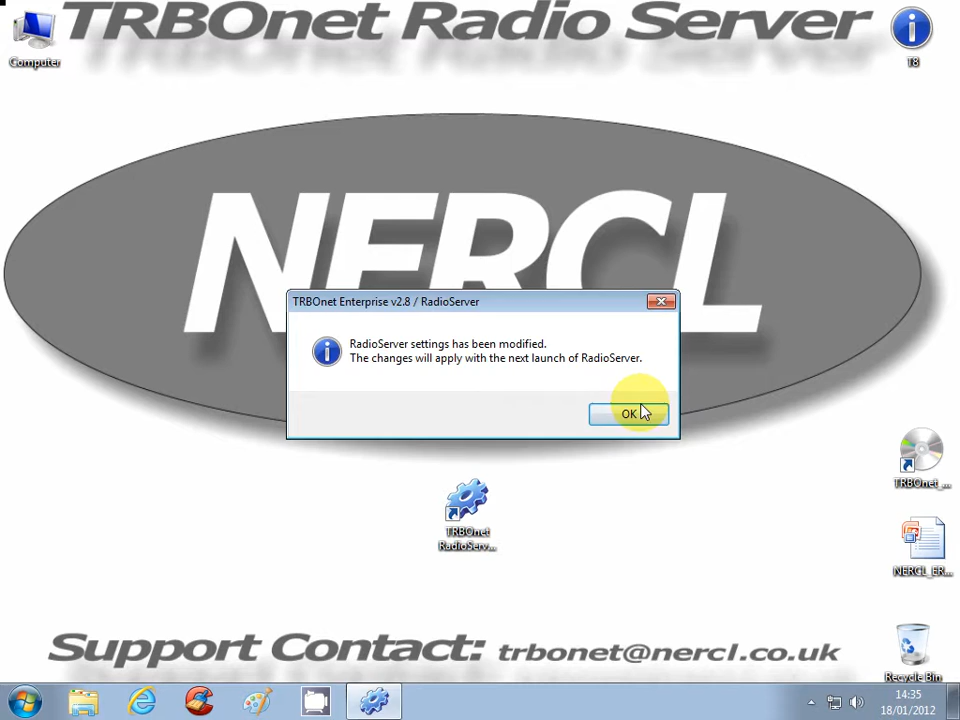 TRBOnet Radio Server
Computer
T8
NERCL
TRBOnet Enterprise v2.8 / RadioServer
RadioServer settings has been modified.
The changes will apply with the next launch of RadioServer.
OK
TRBOnet_...
TRBOnet
RadioServ...
NERCL_ER...
Support Contact: trbonet@nercl.co.uk
Recycle Bin
14:35
18/01/2012